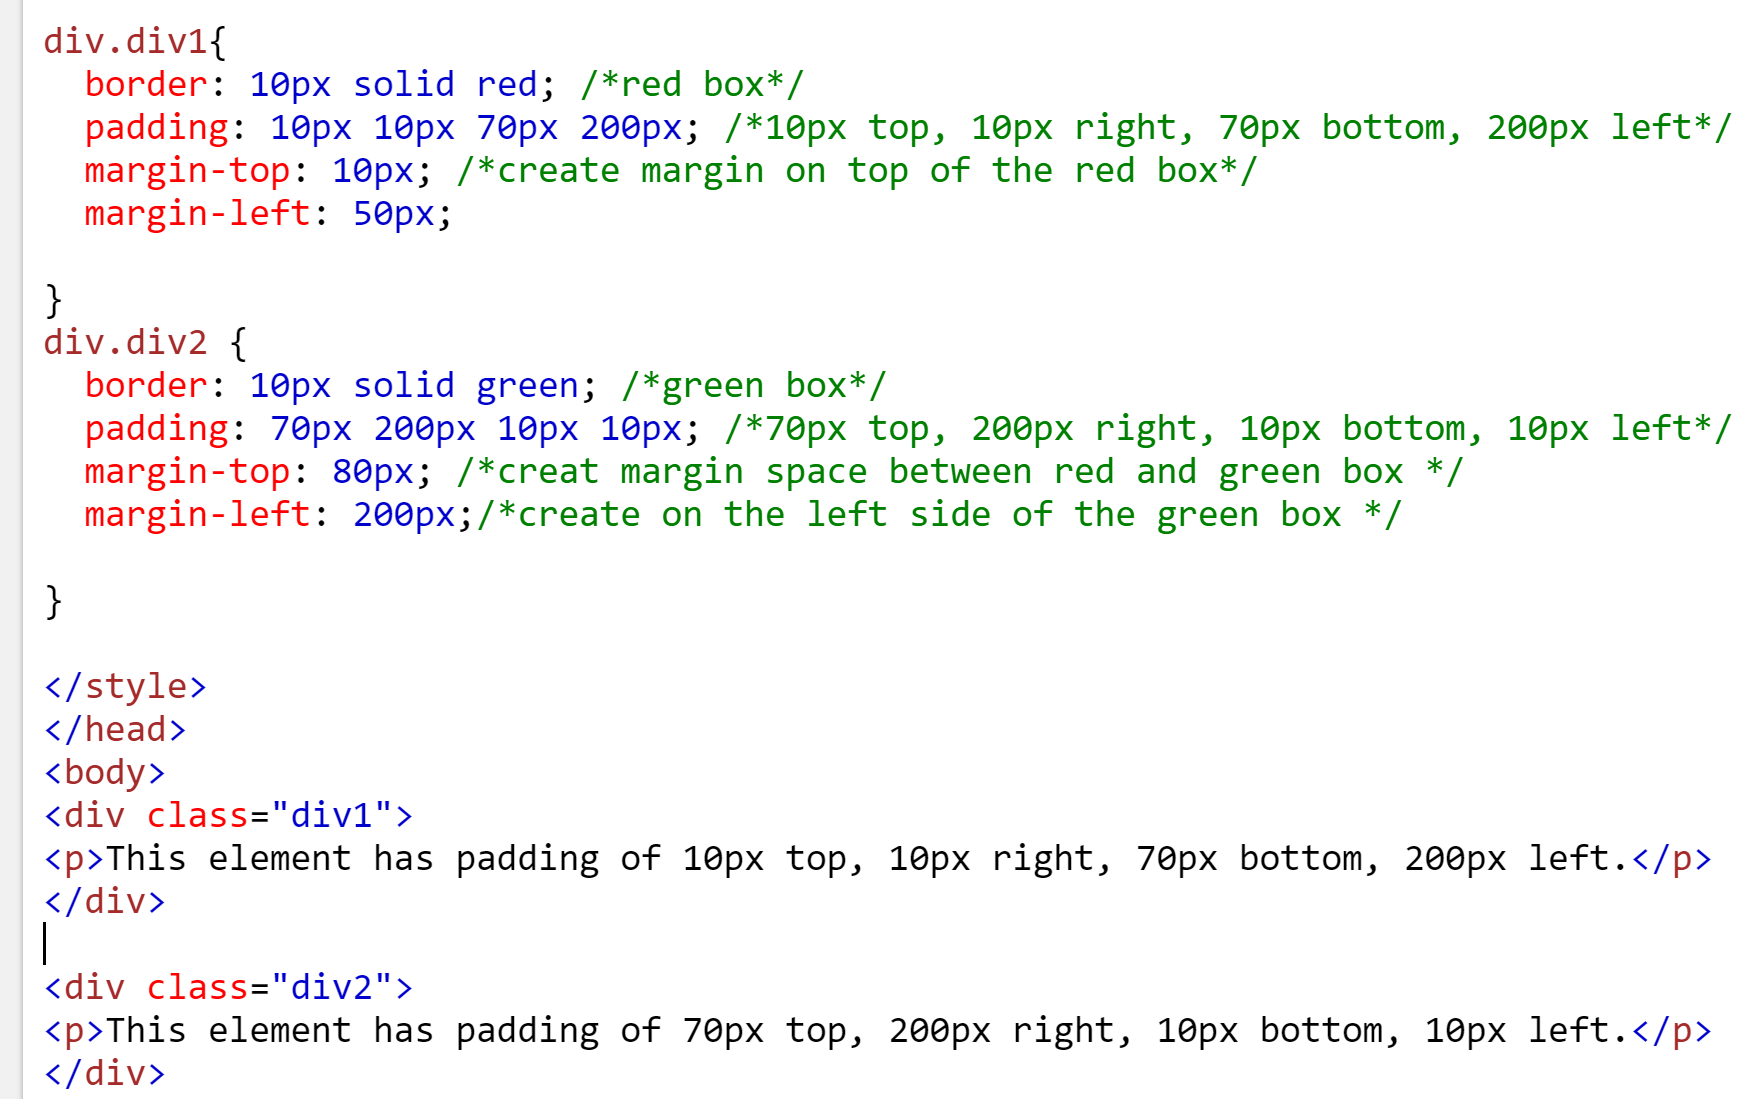 div.div1{
  border: 10px solid red; /*red box*/
  padding: 10px 10px 70px 200px; /*10px top, 10px right, 70px bottom, 200px left*/
  margin-top: 10px; /*create margin on top of the red box*/
  margin-left: 50px;
}
div.div2 {
  border: 10px solid green; /*green box*/
  padding: 70px 200px 10px 10px; /*70px top, 200px right, 10px bottom, 10px left*/
  margin-top: 80px; /*creat margin space between red and green box */
  margin-left: 200px;/*create on the left side of the green box */
}
</style>
</head>
<body>
<div class="div1">
<p>This element has padding of 10px top, 10px right, 70px bottom, 200px left.</p>
</div>
<div class="div2">
<p>This element has padding of 70px top, 200px right, 10px bottom, 10px left.</p>
</div>